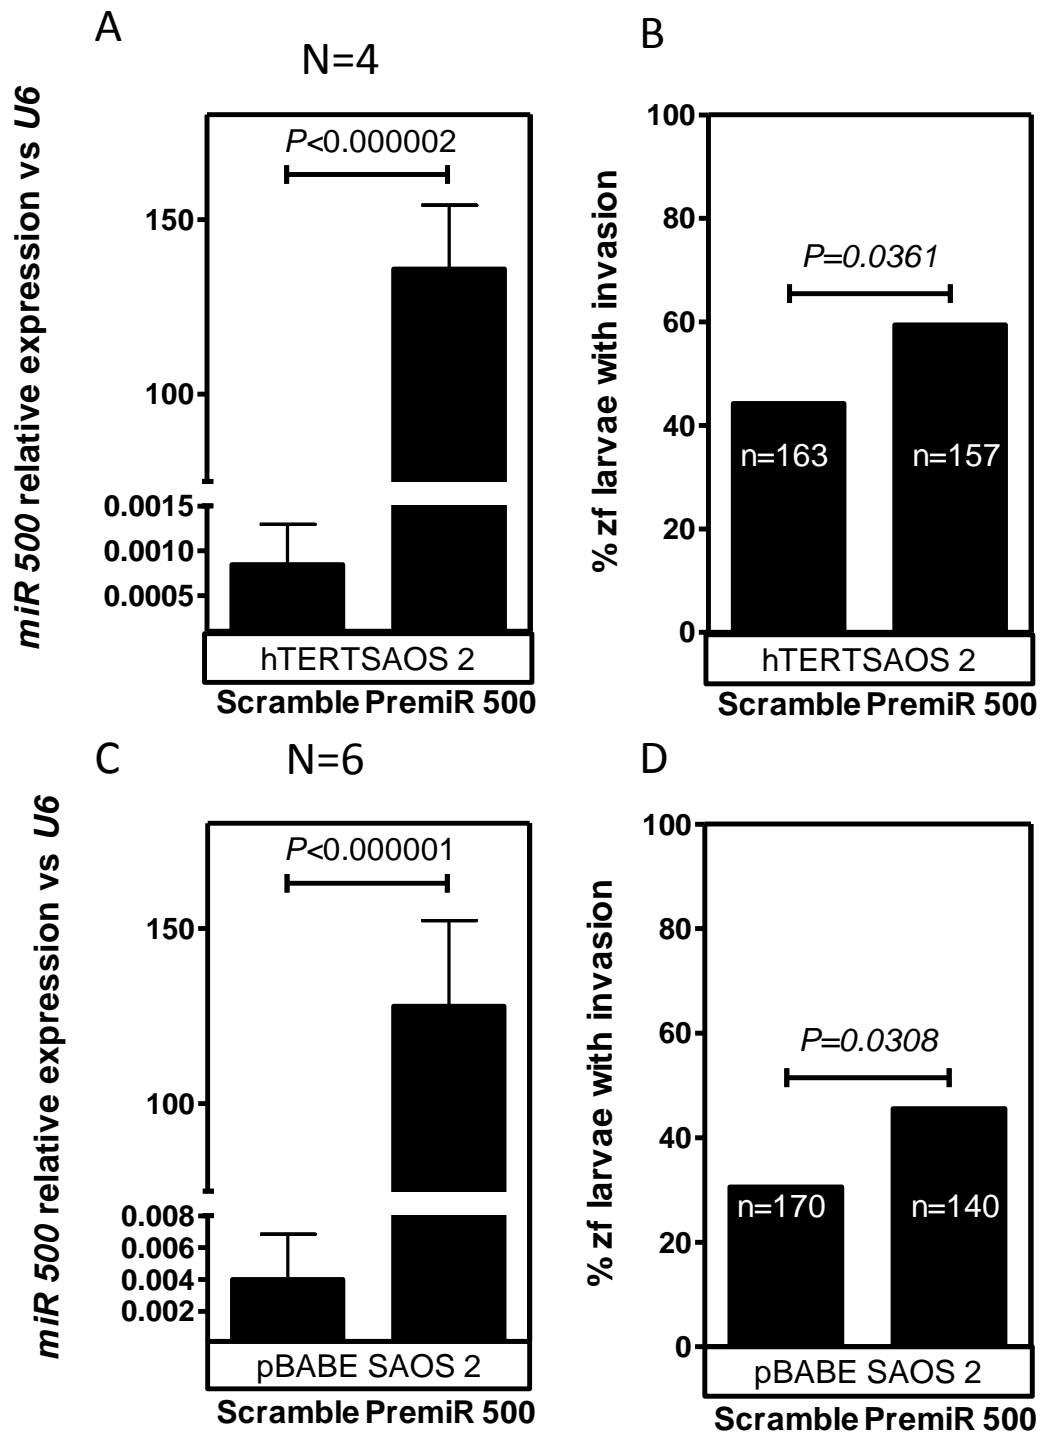 A
N=4
miR 500 relative expression vs U6
P<0.000002
150
100
0.0015
0.0010
0.0005
hTERTSAOS 2
Scramble PremiR 500
B
% zf larvae with invasion
100
80
60
40
20
0
P=0.0361
n=163
n=157
hTERTSAOS 2
Scramble PremiR 500
C
N=6
miR 500 relative expression vs U6
P<0.000001
150
100
0.008
0.006
0.004
0.002
pBABE SAOS 2
Scramble PremiR 500
D
% zf larvae with invasion
100
80
60
40
20
0
P=0.0308
n=170
n=140
pBABE SAOS 2
Scramble PremiR 500